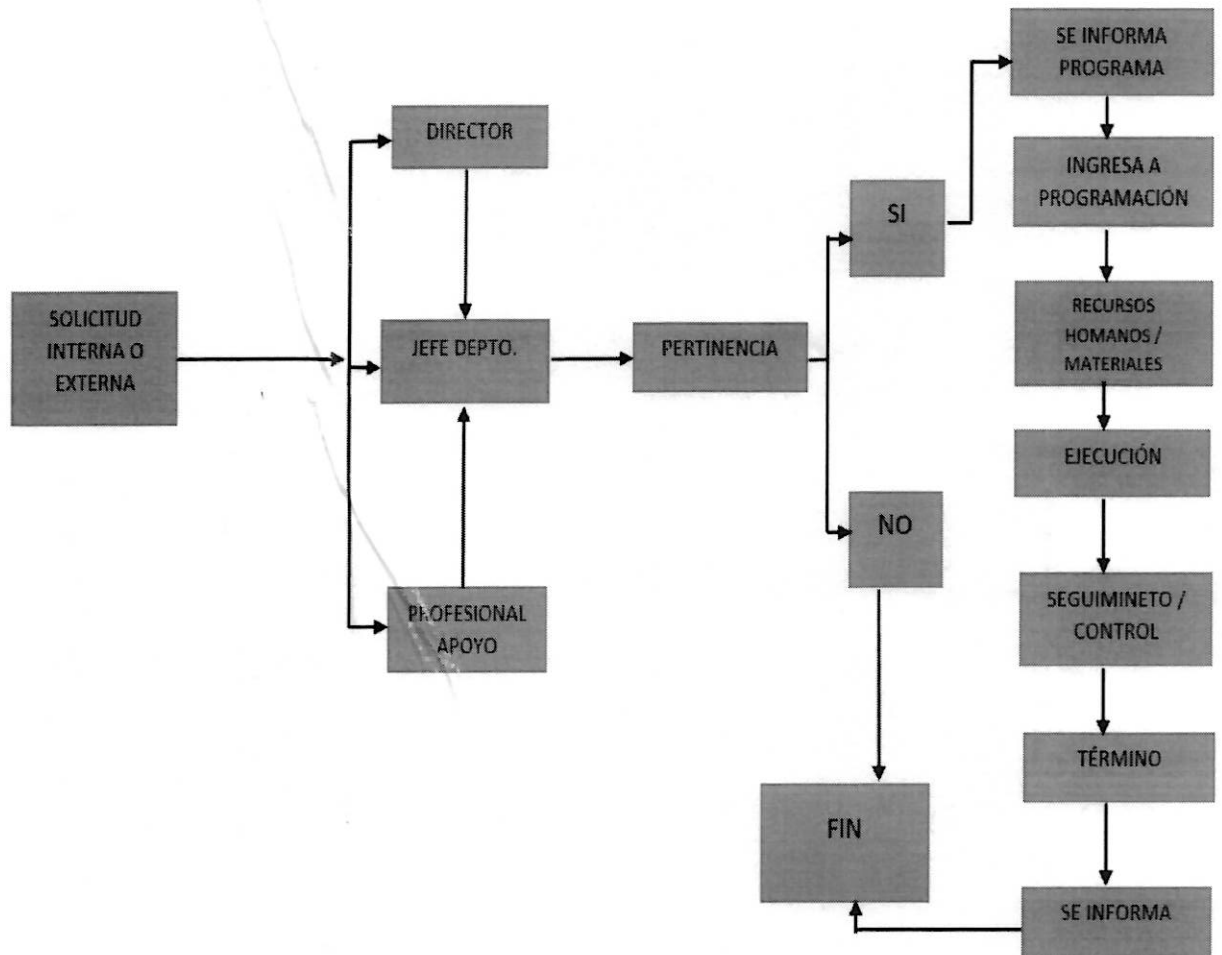 SOLICITUD
INTERNA O
EXTERNA
DIRECTOR
JEFE DEPTO.
PROFESIONAL
APOYO
PERTINENCIA
SI
NO
FIN
SE INFORMA
PROGRAMA
INGRESA A
PROGRAMACIÓN
RECURSOS
HOMANOS /
MATERIALES
EJECUCIÓN
SEGUIMINETO /
CONTROL
TÉRMINO
SE INFORMA